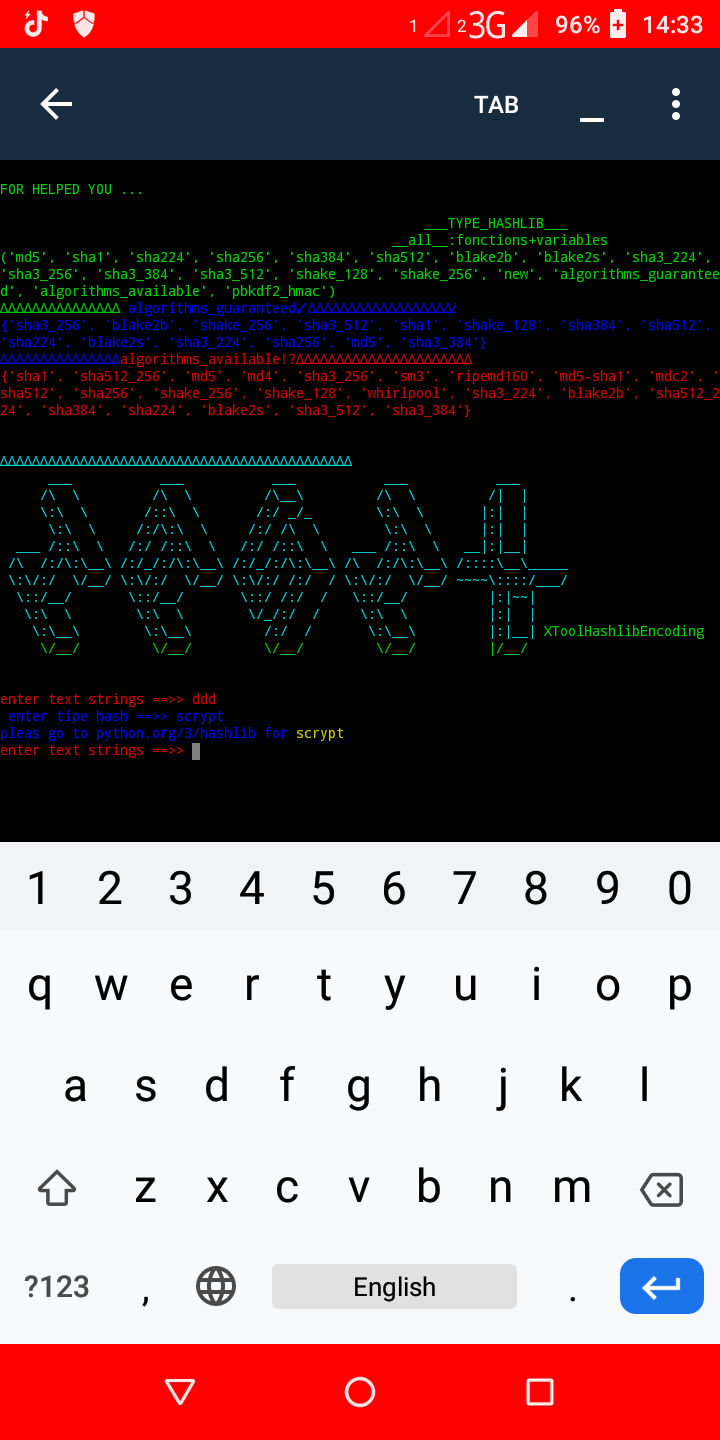 1 2 3G 96% 14:33
TAB _
FOR HELPED YOU ...
___TYPE_HASHLIB___
__all__:fonctions+variables
('md5', 'sha1', 'sha224', 'sha256', 'sha384', 'sha512', 'blake2b', 'blake2s', 'sha3_224',
'sha3_256', 'sha3_384', 'sha3_512', 'shake_128', 'shake_256', 'new', 'algorithms_guarantee
d', 'algorithms_available', 'pbkdf2_hmac')
algorithms_guaranteed
{'sha3_256', 'blake2b', 'shake_256', 'sha3_512', 'sha1', 'shake_128', 'sha384', 'sha512',
'sha224', 'blake2s', 'sha3_224', 'sha256', 'md5', 'sha3_384'}
algorithms_available!?
{'sha1', 'sha512_256', 'md5', 'md4', 'sha3_256', 'sm3', 'ripemd160', 'md5-sha1', 'mdc2', '
sha512', 'sha256', 'shake_256', 'shake_128', 'whirlpool', 'sha3_224', 'blake2b', 'sha512_2
24', 'sha384', 'sha224', 'blake2s', 'sha3_512', 'sha3_384'}
XToolHashlibEncoding
enter text strings ==>> ddd
enter tipe hash ==>> scrypt
pleas go to python.org/3/hashlib for scrypt
enter text strings ==>>
1 2 3 4 5 6 7 8 9 0
q w e r t y u i o p
a s d f g h j k l
z x c v b n m
?123 , English .